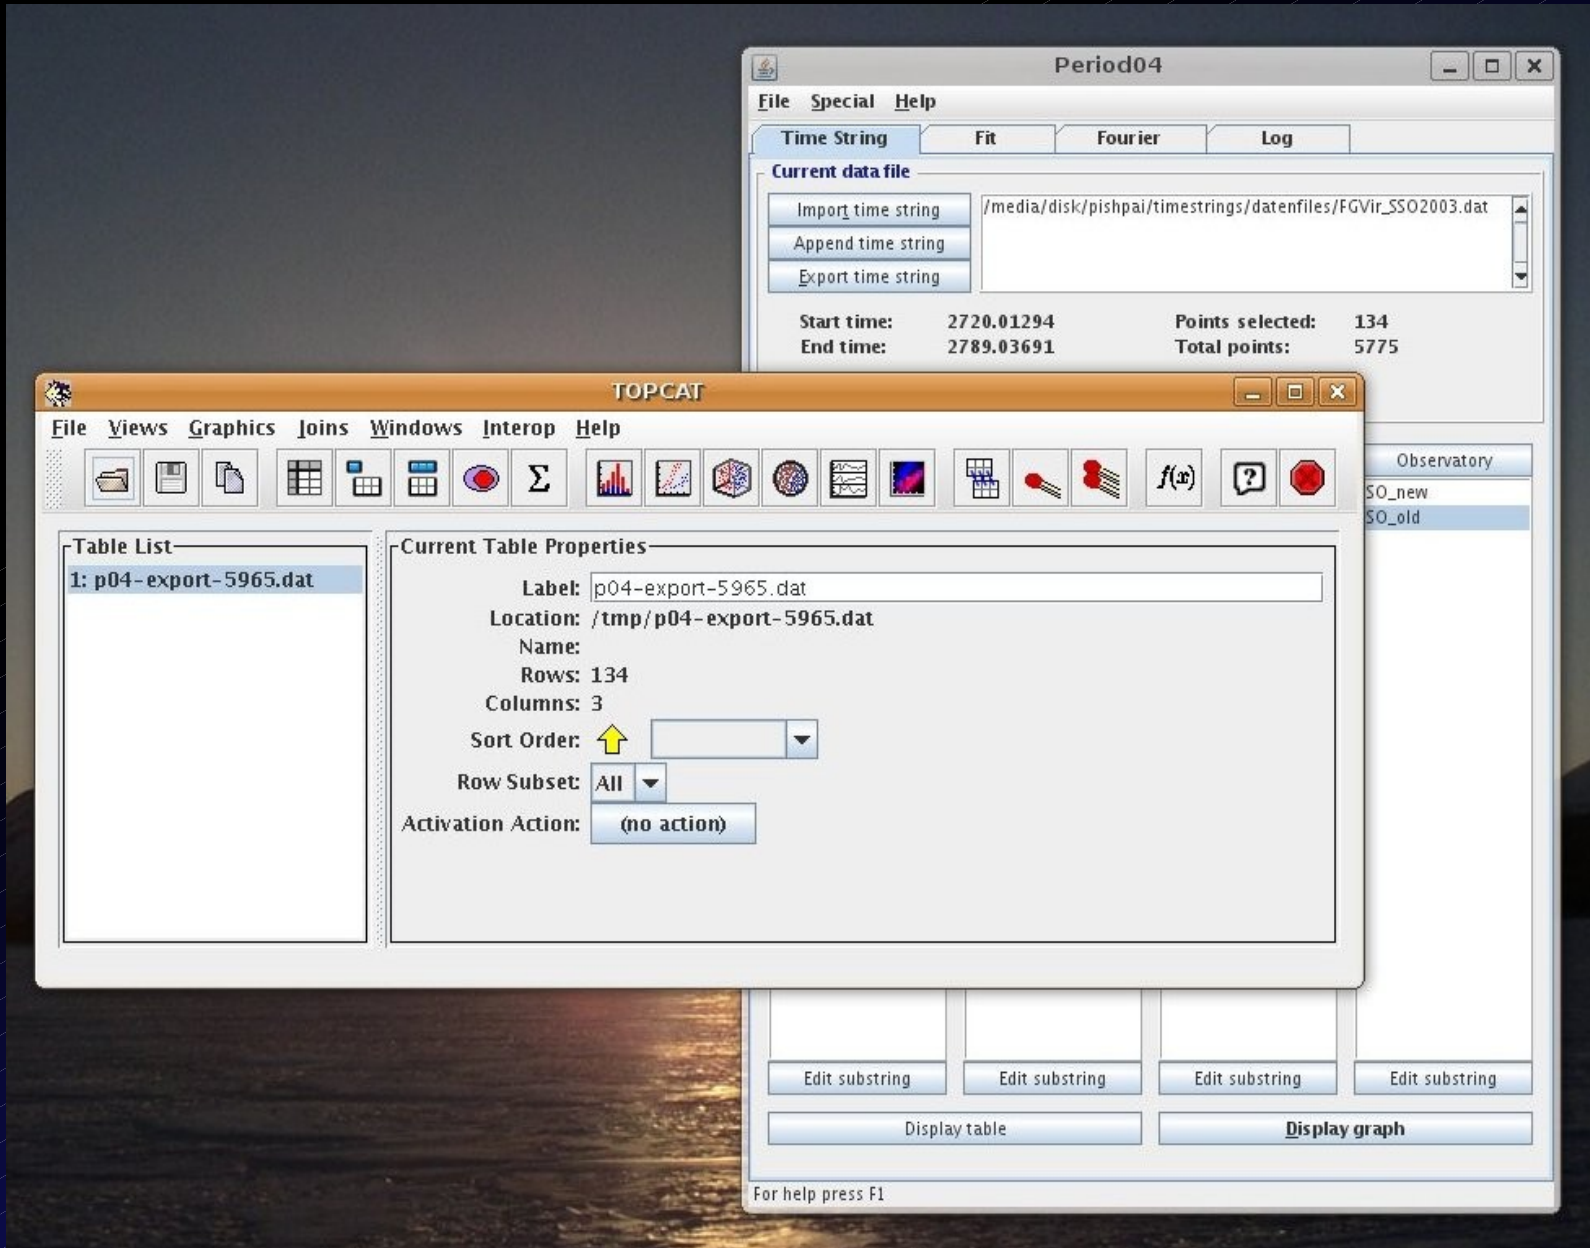 Period04
File Special Help
Time String Fit Fourier Log
Current data file
Import time string
/media/disk/pishpai/timestrings/datenfiles/FGVir_SSO2003.dat
Append time string
Export time string
Start time: 2720.01294 Points selected: 134
End time: 2789.03691 Total points: 5775
TOPCAT
File Views Graphics Joins Windows Interop Help
Σ f(x) ?
Observatory
SO_new
SO_old
Table List
1: p04-export-5965.dat
Current Table Properties
Label: p04-export-5965.dat
Location: /tmp/p04-export-5965.dat
Name:
Rows: 134
Columns: 3
Sort Order:
Row Subset: All
Activation Action: (no action)
Edit substring Edit substring Edit substring Edit substring
Display table Display graph
For help press F1